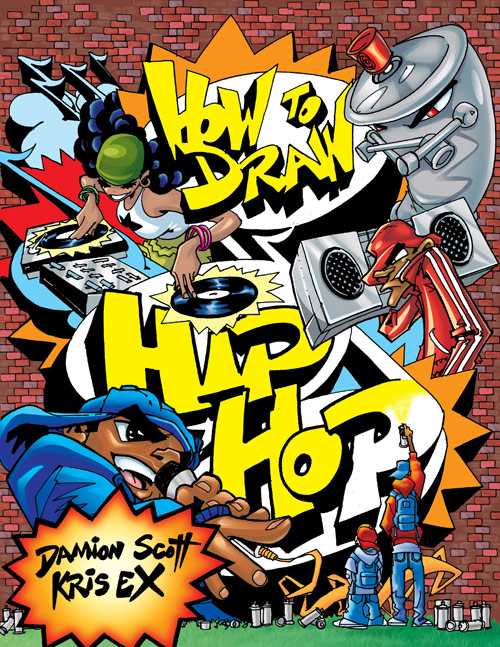 HOW TO
DRAW
HIP
HOP
DAMION SCOTT
KRIS EX